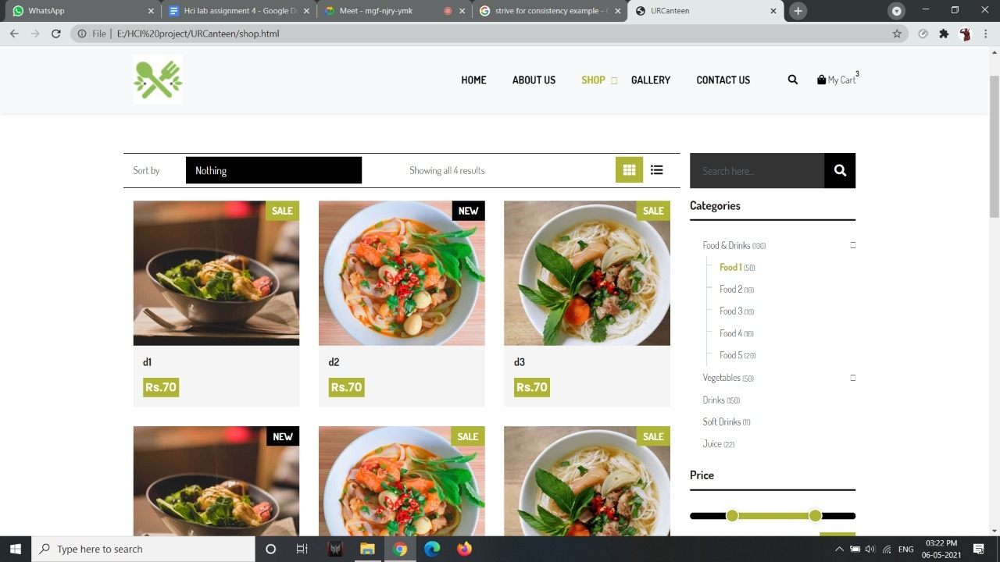 WhatsApp
Hci lab assignment 4 - Google D
Meet - mgf-njry-ymk
strive for consistency example -
URCanteen
File | E:/HCI%20project/URCanteen/shop.html
HOME
ABOUT US
SHOP
GALLERY
CONTACT US
My Cart
3
Sort by
Nothing
Showing all 4 results
Search here...
Categories
Food & Drinks (100)
Food 1 (50)
Food 2 (10)
Food 3 (10)
Food 4 (10)
Food 5 (20)
Vegetables (50)
Drinks (150)
Soft Drinks (11)
Juice (22)
Price
SALE
NEW
SALE
d1
d2
d3
Rs.70
Rs.70
Rs.70
NEW
SALE
SALE
Type here to search
ENG
03:22 PM
06-05-2021